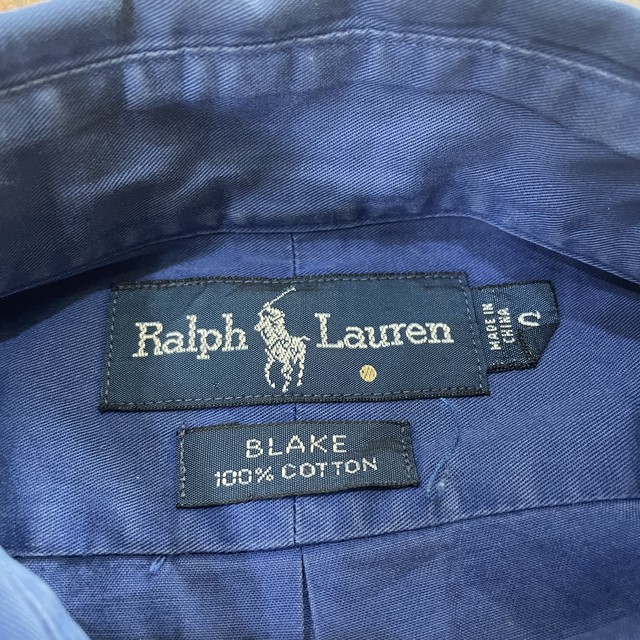 Ralph Lauren
MADE IN
CHINA
BLAKE
100% COTTON